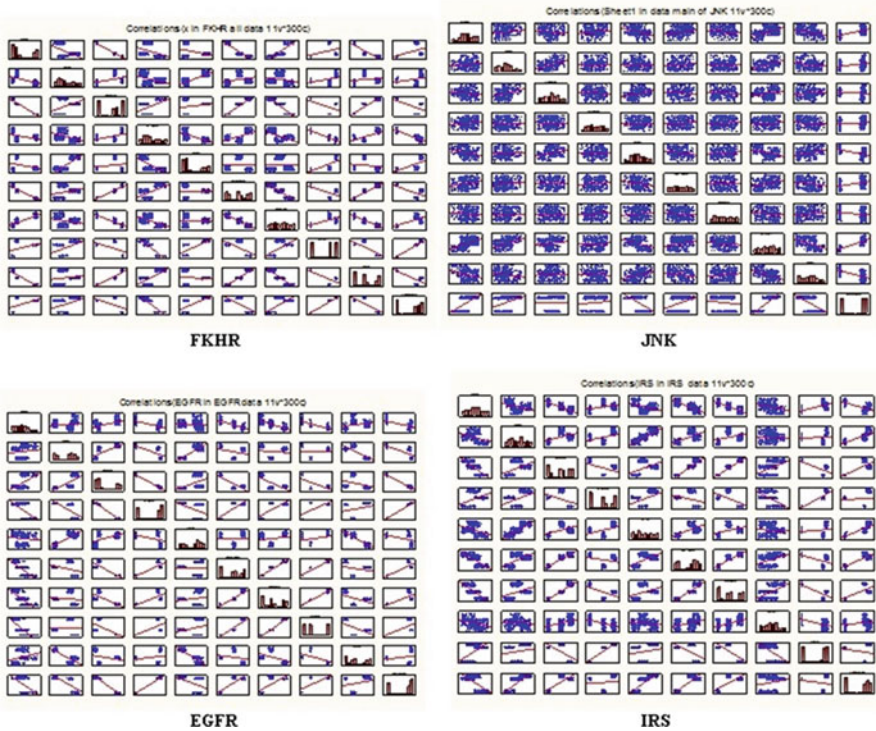 Correlations(x in FKHR all data 11v*300c)
FKHR
Correlations(Sheet1 in data main of JNK 11v*300c)
JNK
Correlations(EGFR in EGFR data 11v*300c)
EGFR
Correlations(IRS in IRS data 11v*300c)
IRS